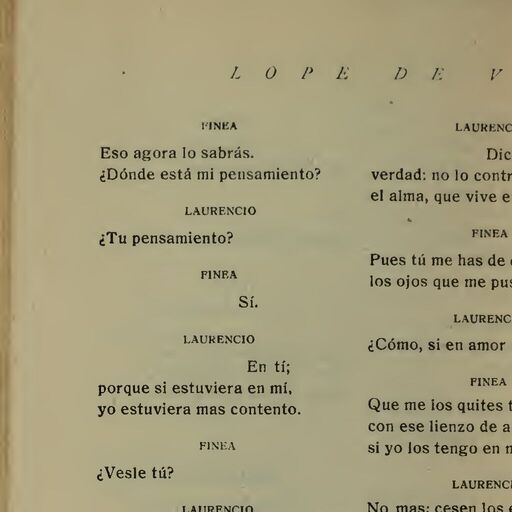 LOPE DE V
FINEA
Eso agora lo sabrás.
¿Dónde está mi pensamiento?
LAURENCIO
¿Tu pensamiento?
FINEA
Sí.
LAURENCIO
En tí;
porque si estuviera en mí,
yo estuviera mas contento.
FINEA
¿Vesle tú?
LAURENCIO
LAURENC
Dic
verdad: no lo contr
el alma, que vive e
FINEA
Pues tú me has de
los ojos que me pus
LAURENC
¿Cómo, si en amor
FINEA
Que me los quites t
con ese lienzo de a
si yo los tengo en n
LAURENCI
No mas: cesen los e